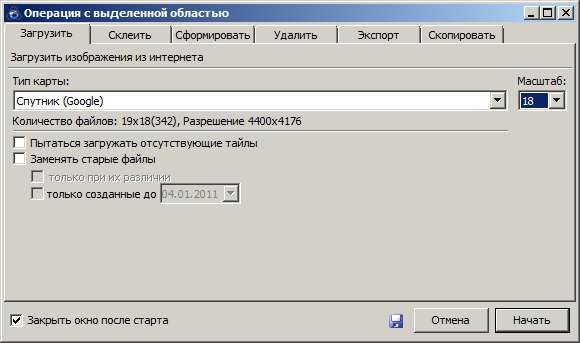 Операция с выделенной областью
Загрузить Склеить Сформировать Удалить Экспорт Скопировать
Загрузить изображения из интернета
Тип карты: Масштаб:
Спутник (Google) 18
Количество файлов: 19x18(342), Разрешение 4400x4176
Пытаться загружать отсутствующие тайлы
Заменять старые файлы
только при их различии
только созданные до 04.01.2011
Закрыть окно после старта Отмена Начать